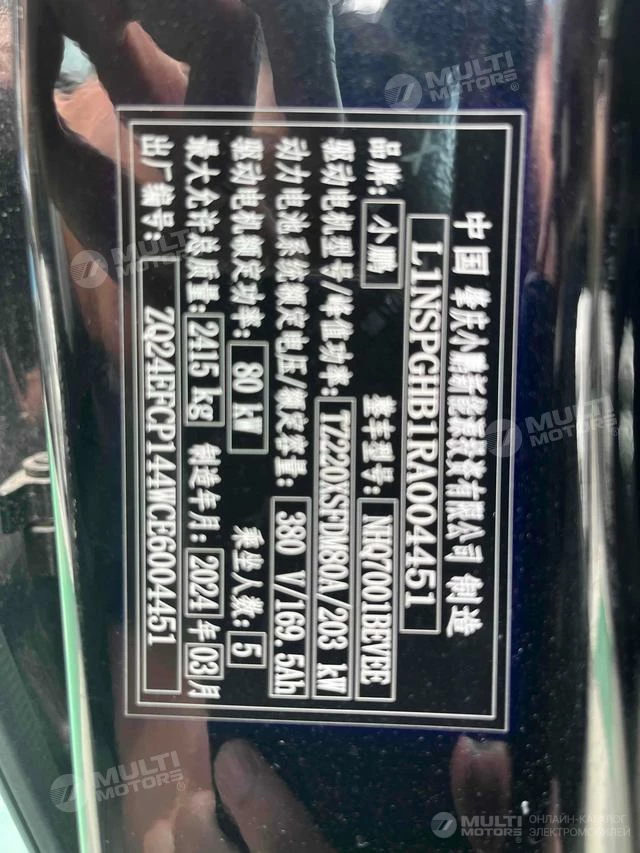 中国 肇庆小鹏新能源投资有限公司 制造
L1NSPGHB1RA004451
品牌: 小鹏 整车型号: NHQ7001BEVEE
驱动电机型号/峰值功率: TZ220XSFDM80A/203 kW
动力电池系统额定电压/额定容量: 380 V/169.5Ah
驱动电机额定功率: 80 kW 乘坐人数: 5
最大允许总质量: 2415 kg 制造年月: 2024 年 03 月
出厂编号: ZQ24EFCP144WCE6004451
MULTI MOTORS®
MULTI MOTORS®
MULTI MOTORS®
MULTI MOTORS®
MULTI MOTORS® ОНЛАЙН-КАТАЛОГ ЭЛЕКТРОМОБИЛЕЙ